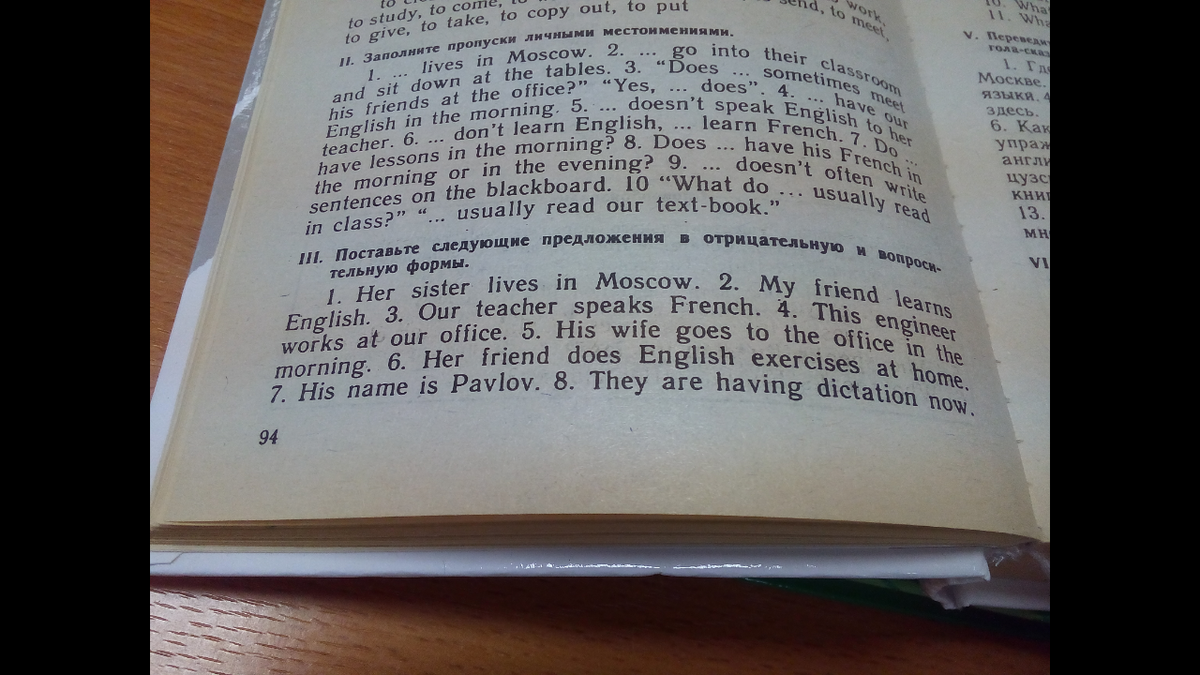 to study, to come, to
to send, to meet,
to give, to take, to copy out, to put
work,
II. Заполните пропуски личными местоимениями.
1. ... lives in Moscow. 2. ... go into their classroom
and sit down at the tables. 3. “Does ... sometimes meet
his friends at the office?” “Yes, ... does”. 4. ... have our
English in the morning. 5. ... doesn't speak English to her
teacher. 6. ... don't learn English, ... learn French. 7. Do ...
have lessons in the morning? 8. Does ... have his French in
the morning or in the evening? 9. ... doesn't often write
sentences on the blackboard. 10 “What do ... usually read
in class?” “... usually read our text-book.”
III. Поставьте следующие предложения в отрицательную и вопроси-
тельную формы.
1. Her sister lives in Moscow. 2. My friend learns
English. 3. Our teacher speaks French. 4. This engineer
works at our office. 5. His wife goes to the office in the
morning. 6. Her friend does English exercises at home.
7. His name is Pavlov. 8. They are having dictation now.
94
10.
11.
V.
1.
Москве.
языки. 4
здесь.
6. Как
13.
VI